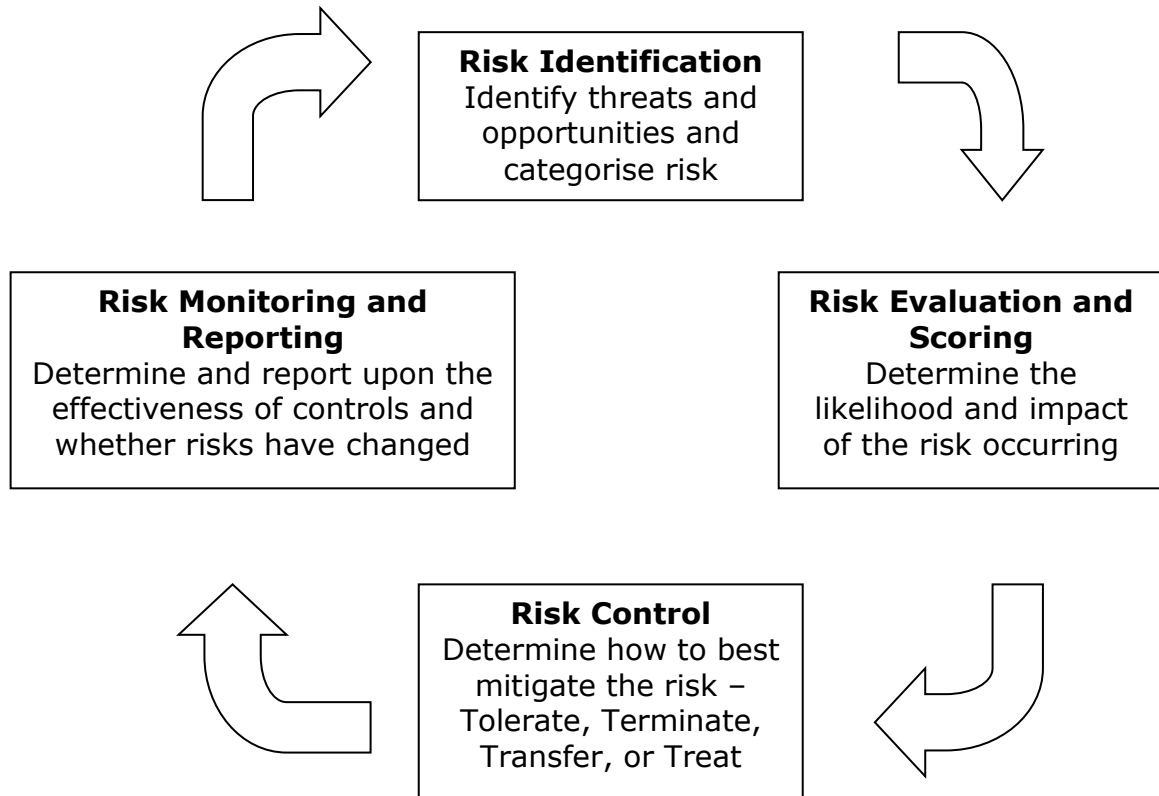 Risk Identification
Identify threats and
opportunities and
categorise risk
Risk Monitoring and
Reporting
Determine and report upon the
effectiveness of controls and
whether risks have changed
Risk Evaluation and
Scoring
Determine the
likelihood and impact
of the risk occurring
Risk Control
Determine how to best
mitigate the risk –
Tolerate, Terminate,
Transfer, or Treat